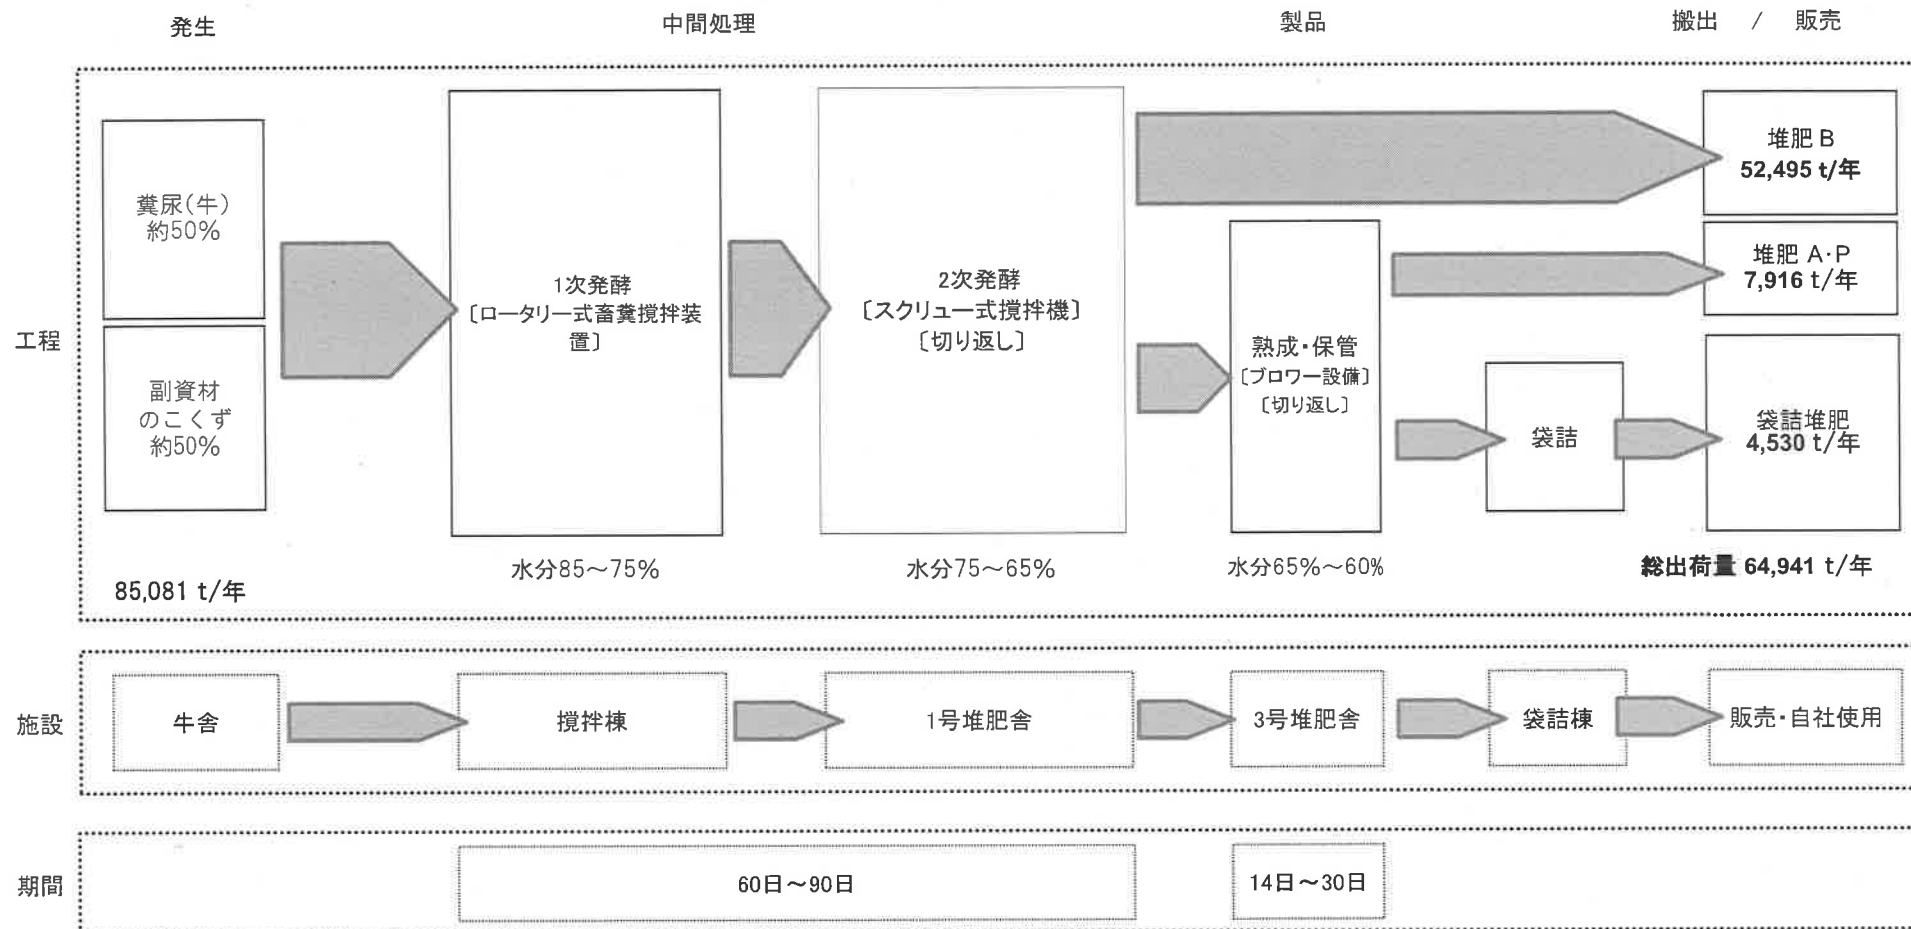 発生
中間処理
製品
搬出 / 販売
工程
糞尿(牛)
約50%
副資材
のこくず
約50%
85,081 t/年
1次発酵
〔ロータリー式畜糞撹拌装
置〕
水分85～75%
2次発酵
〔スクリュー式撹拌機〕
〔切り返し〕
水分75～65%
熟成・保管
〔ブロワー設備〕
〔切り返し〕
水分65%～60%
袋詰
堆肥 B
52,495 t/年
堆肥 A・P
7,916 t/年
袋詰堆肥
4,530 t/年
総出荷量 64,941 t/年
施設
牛舎
撹拌棟
1号堆肥舎
3号堆肥舎
袋詰棟
販売・自社使用
期間
60日～90日
14日～30日